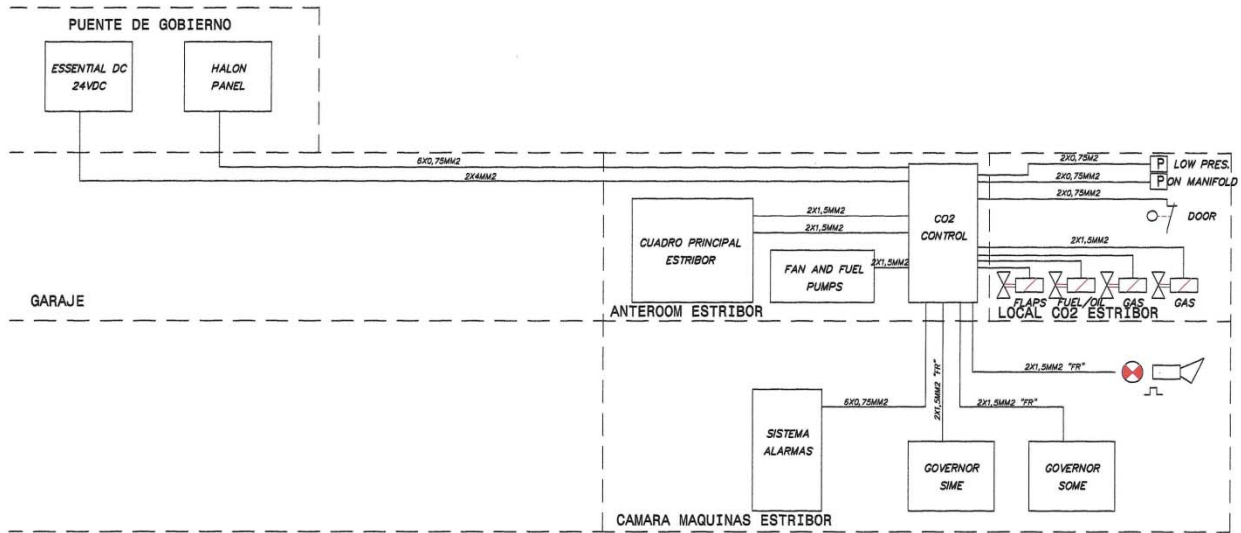 PUENTE DE GOBIERNO
ESSENTIAL DC
24VDC
HALON
PANEL
6X0,75MM2
2X4MM2
2X0,75M2
P LOW PRES.
2X0,75MM2
P ON MANIFOLD
2X0,75MM2
DOOR
CUADRO PRINCIPAL
ESTRIBOR
2X1,5MM2
2X1,5MM2
CO2
CONTROL
2X1,5MM2
FAN AND FUEL
PUMPS
2X1,5MM2
FLAPS
FUEL/OIL
GAS
GAS
GARAJE
ANTEROOM ESTRIBOR
LOCAL CO2 ESTRIBOR
2X1,5MM2 "FR"
2X1,5MM2 "FR"
6X0,75MM2
2X1,5MM2 "FR"
SISTEMA
ALARMAS
GOVERNOR
SIME
GOVERNOR
SOME
CAMARA MAQUINAS ESTRIBOR